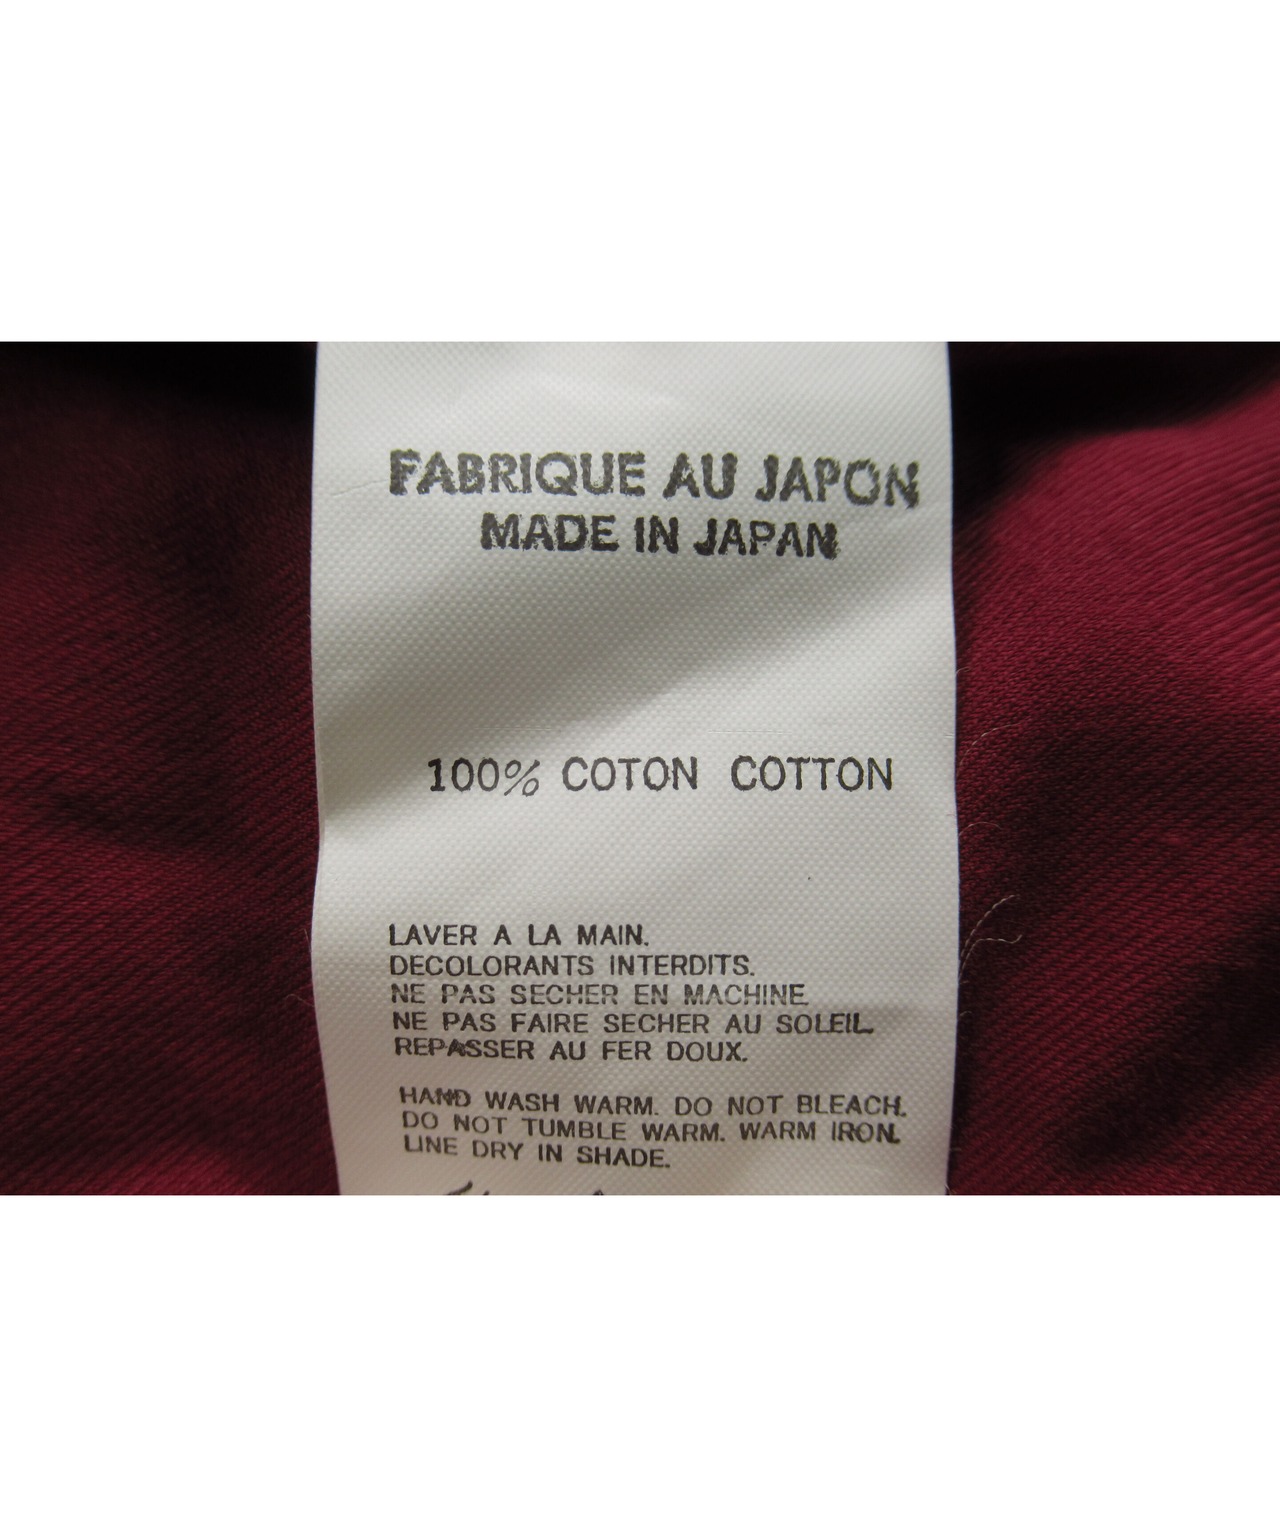 FABRIQUE AU JAPON
MADE IN JAPAN
100% COTON COTTON
LAVER A LA MAIN.
DECOLORANTS INTERDITS.
NE PAS SECHER EN MACHINE.
NE PAS FAIRE SECHER AU SOLEIL.
REPASSER AU FER DOUX.
HAND WASH WARM. DO NOT BLEACH.
DO NOT TUMBLE WARM. WARM IRON.
LINE DRY IN SHADE.